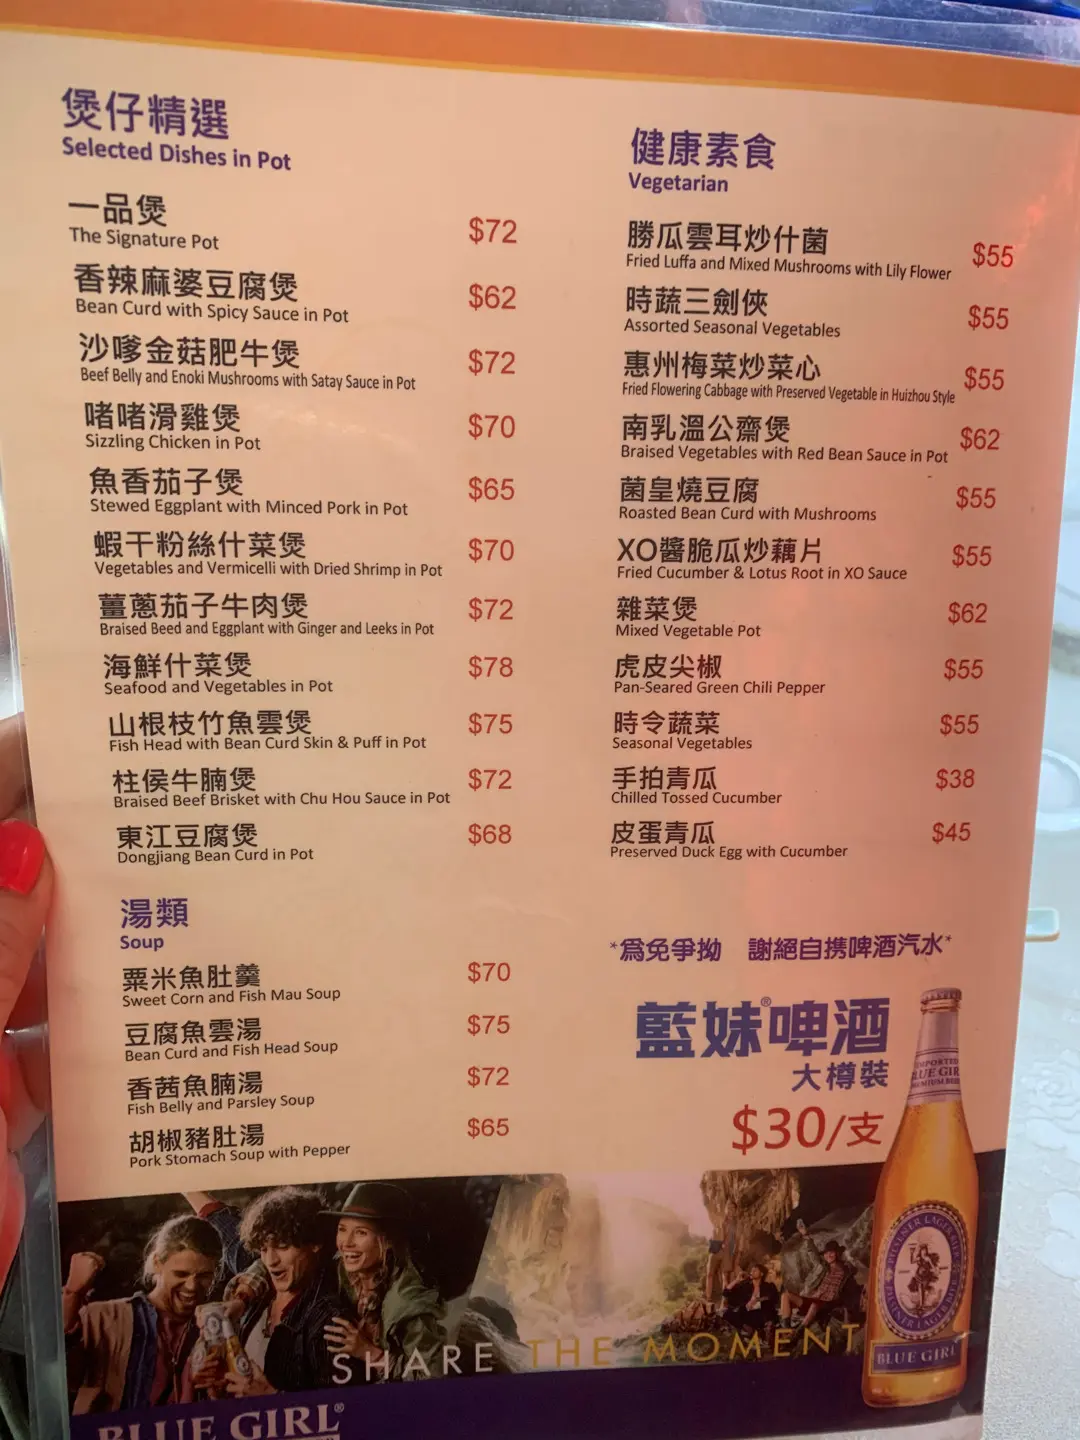 煲仔精選
Selected Dishes in Pot
一品煲 $72
The Signature Pot
香辣麻婆豆腐煲 $62
Bean Curd with Spicy Sauce in Pot
沙嗲金菇肥牛煲 $72
Beef Belly and Enoki Mushrooms with Satay Sauce in Pot
啫啫滑雞煲 $70
Sizzling Chicken in Pot
魚香茄子煲 $65
Stewed Eggplant with Minced Pork in Pot
蝦干粉絲什菜煲 $70
Vegetables and Vermicelli with Dried Shrimp in Pot
薑蔥茄子牛肉煲 $72
Braised Beed and Eggplant with Ginger and Leeks in Pot
海鮮什菜煲 $78
Seafood and Vegetables in Pot
山根枝竹魚雲煲 $75
Fish Head with Bean Curd Skin & Puff in Pot
柱侯牛腩煲 $72
Braised Beef Brisket with Chu Hou Sauce in Pot
東江豆腐煲 $68
Dongjiang Bean Curd in Pot
湯類
Soup
粟米魚肚羹 $70
Sweet Corn and Fish Mau Soup
豆腐魚雲湯 $75
Bean Curd and Fish Head Soup
香茜魚腩湯 $72
Fish Belly and Parsley Soup
胡椒豬肚湯 $65
Pork Stomach Soup with Pepper
健康素食
Vegetarian
勝瓜雲耳炒什菌 $55
Fried Luffa and Mixed Mushrooms with Lily Flower
時蔬三劍俠 $55
Assorted Seasonal Vegetables
惠州梅菜炒菜心 $55
Fried Flowering Cabbage with Preserved Vegetable in Huizhou Style
南乳溫公齋煲 $62
Braised Vegetables with Red Bean Sauce in Pot
菌皇燒豆腐 $55
Roasted Bean Curd with Mushrooms
XO醬脆瓜炒藕片 $55
Fried Cucumber & Lotus Root in XO Sauce
雜菜煲 $62
Mixed Vegetable Pot
虎皮尖椒 $55
Pan-Seared Green Chili Pepper
時令蔬菜 $55
Seasonal Vegetables
手拍青瓜 $38
Chilled Tossed Cucumber
皮蛋青瓜 $45
Preserved Duck Egg with Cucumber
*為免爭拗 謝絕自携啤酒汽水*
藍妹®啤酒
大樽裝
$30/支
IMPORTED
BLUE GIRL
PREMIUM BEER
PILSENER LAGER
BLUE GIRL
SHARE THE MOMENT
BLUE GIRL®